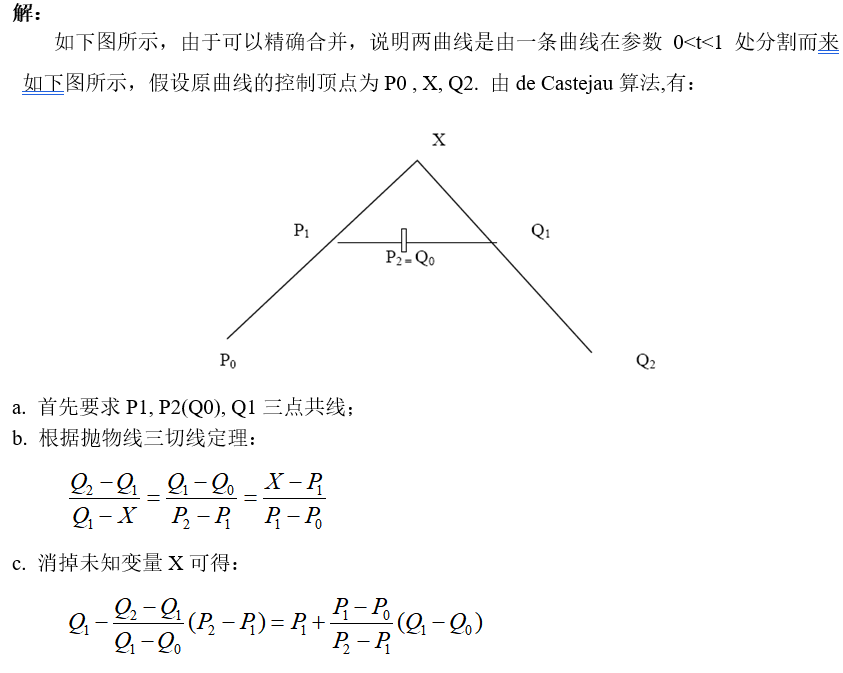 解：
如下图所示，由于可以精确合并，说明两曲线是由一条曲线在参数 0<t<1 处分割而来
如下图所示，假设原曲线的控制顶点为 P0 , X, Q2. 由 de Castejau 算法,有：
X
P₁ Q₁
P₂ = Q₀
P₀ Q₂
a. 首先要求 P1, P2(Q0), Q1 三点共线；
b. 根据抛物线三切线定理：
\frac{Q_2 - Q_1}{Q_1 - X} = \frac{Q_1 - Q_0}{P_2 - P_1} = \frac{X - P_1}{P_1 - P_0}
c. 消掉未知变量 X 可得：
Q_1 - \frac{Q_2 - Q_1}{Q_1 - Q_0}(P_2 - P_1) = P_1 + \frac{P_1 - P_0}{P_2 - P_1}(Q_1 - Q_0)